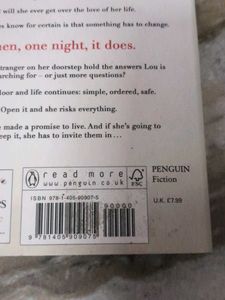 will she ever get over the love of her life.
es know for certain is that something has to change.
hen, one night, it does.
stranger on her doorstep hold the answers Lou is
arching for – or just more questions?
loor and life continues: simple, ordered, safe.
Open it and she risks everything.
made a promise to live. And if she's going to
eep it, she has to invite them in . . .
read more
www.penguin.co.uk
FSC
PENGUIN
Fiction
U.K. £7.99
ISBN 978-1-405-90907-5
90000
9 781405 909075
PS